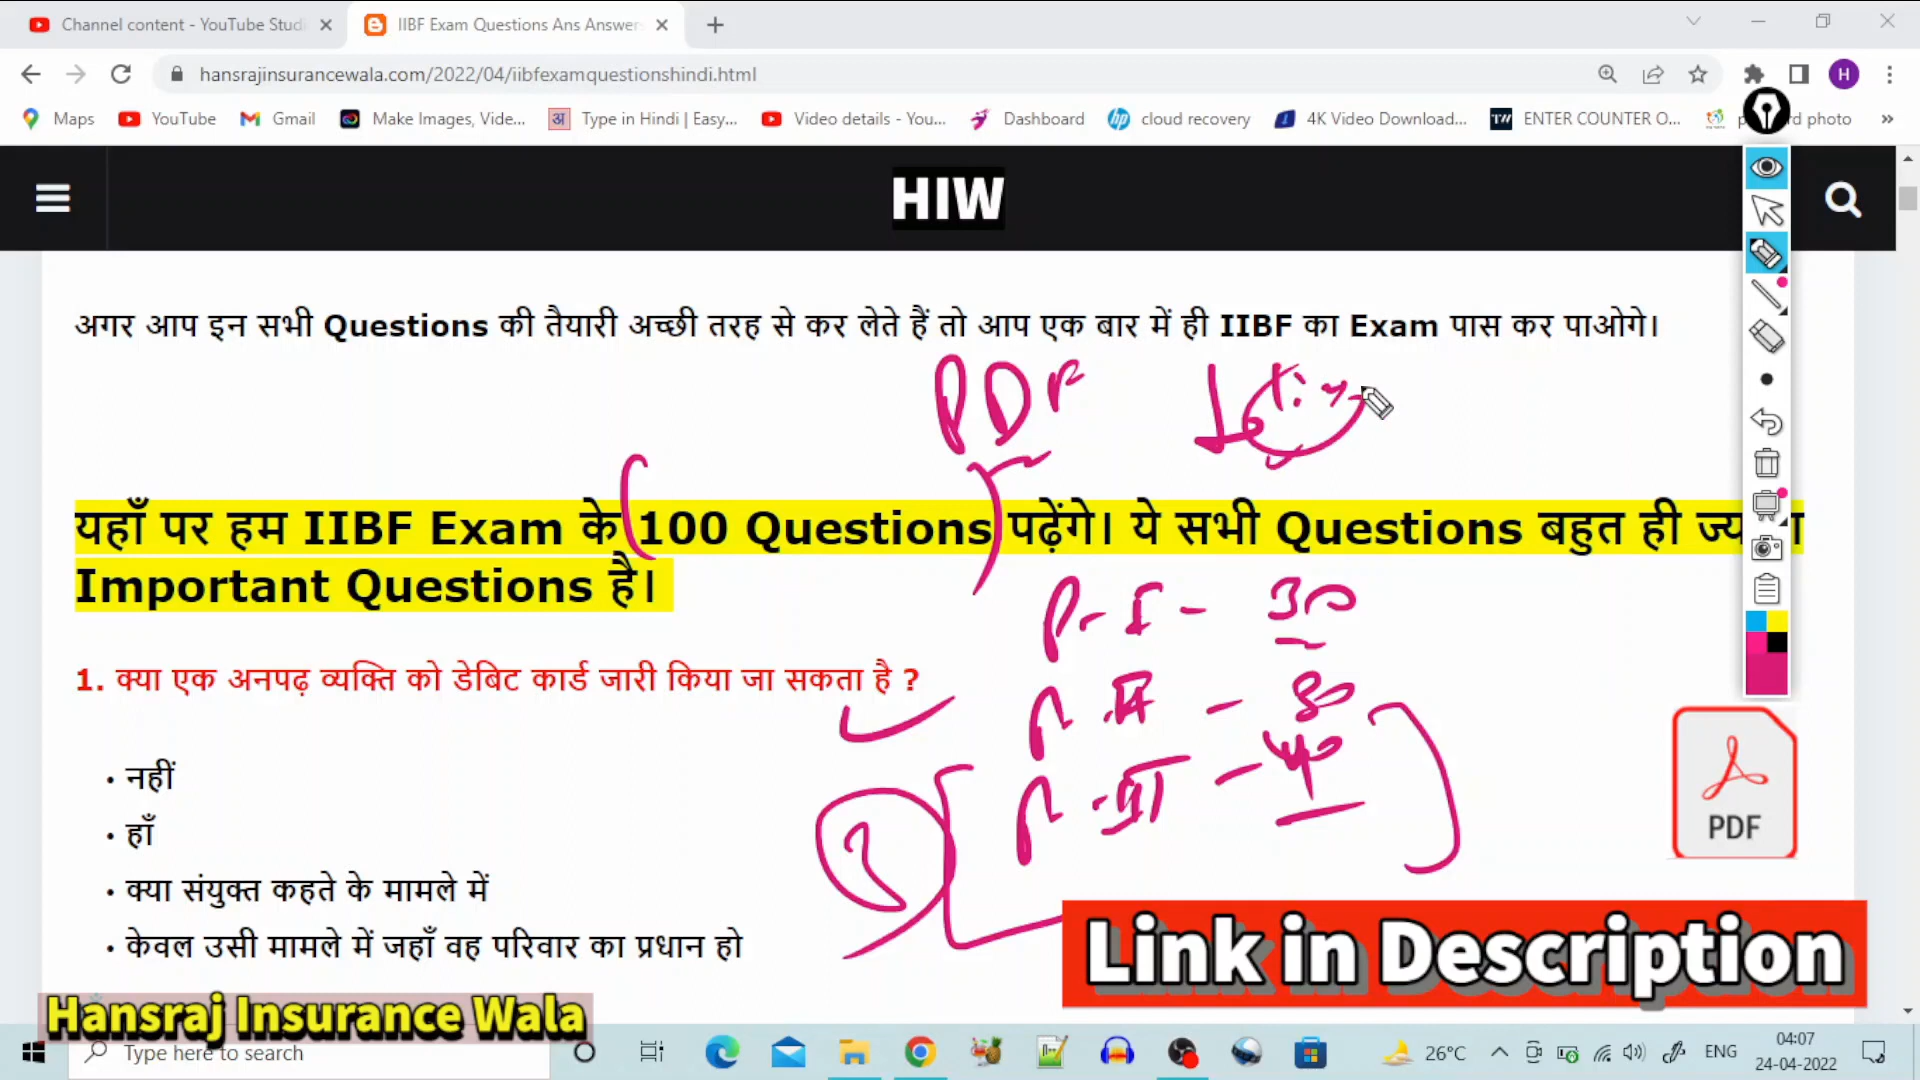 Channel content - YouTube Studi
IIBF Exam Questions Ans Answers
hansrajinsurancewala.com/2022/04/iibfexamquestionshindi.html
H
Maps YouTube Gmail Make Images, Vide... अ Type in Hindi | Easy... Video details - You... Dashboard hp cloud recovery 4K Video Download... TW ENTER COUNTER O... photo »
HIW
अगर आप इन सभी Questions की तैयारी अच्छी तरह से कर लेते हैं तो आप एक बार में ही IIBF का Exam पास कर पाओगे।
PDF
यहाँ पर हम IIBF Exam के 100 Questions पढ़ेंगे। ये सभी Questions बहुत ही
Important Questions है।
P-I - 30
1. क्या एक अनपढ़ व्यक्ति को डेबिट कार्ड जारी किया जा सकता है ?
• नहीं
• हाँ
• क्या संयुक्त कहते के मामले में
• केवल उसी मामले में जहाँ वह परिवार का प्रधान हो
PDF
Link in Description
Hansraj Insurance Wala
Type here to search
26°C
ENG
04:07
24-04-2022